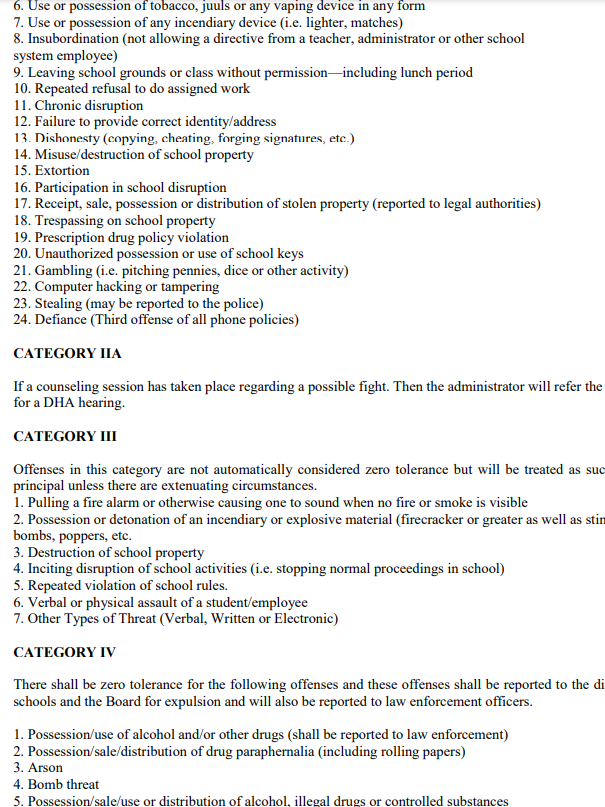 6. Use or possession of tobacco, juuls or any vaping device in any form
7. Use or possession of any incendiary device (i.e. lighter, matches)
8. Insubordination (not allowing a directive from a teacher, administrator or other school
system employee)
9. Leaving school grounds or class without permission—including lunch period
10. Repeated refusal to do assigned work
11. Chronic disruption
12. Failure to provide correct identity/address
13. Dishonesty (copying, cheating, forging signatures, etc.)
14. Misuse/destruction of school property
15. Extortion
16. Participation in school disruption
17. Receipt, sale, possession or distribution of stolen property (reported to legal authorities)
18. Trespassing on school property
19. Prescription drug policy violation
20. Unauthorized possession or use of school keys
21. Gambling (i.e. pitching pennies, dice or other activity)
22. Computer hacking or tampering
23. Stealing (may be reported to the police)
24. Defiance (Third offense of all phone policies)
CATEGORY IIA
If a counseling session has taken place regarding a possible fight. Then the administrator will refer the
for a DHA hearing.
CATEGORY III
Offenses in this category are not automatically considered zero tolerance but will be treated as suc
principal unless there are extenuating circumstances.
1. Pulling a fire alarm or otherwise causing one to sound when no fire or smoke is visible
2. Possession or detonation of an incendiary or explosive material (firecracker or greater as well as stin
bombs, poppers, etc.
3. Destruction of school property
4. Inciting disruption of school activities (i.e. stopping normal proceedings in school)
5. Repeated violation of school rules.
6. Verbal or physical assault of a student/employee
7. Other Types of Threat (Verbal, Written or Electronic)
CATEGORY IV
There shall be zero tolerance for the following offenses and these offenses shall be reported to the di
schools and the Board for expulsion and will also be reported to law enforcement officers.
1. Possession/use of alcohol and/or other drugs (shall be reported to law enforcement)
2. Possession/sale/distribution of drug paraphernalia (including rolling papers)
3. Arson
4. Bomb threat
5. Possession/sale/use or distribution of alcohol, illegal drugs or controlled substances